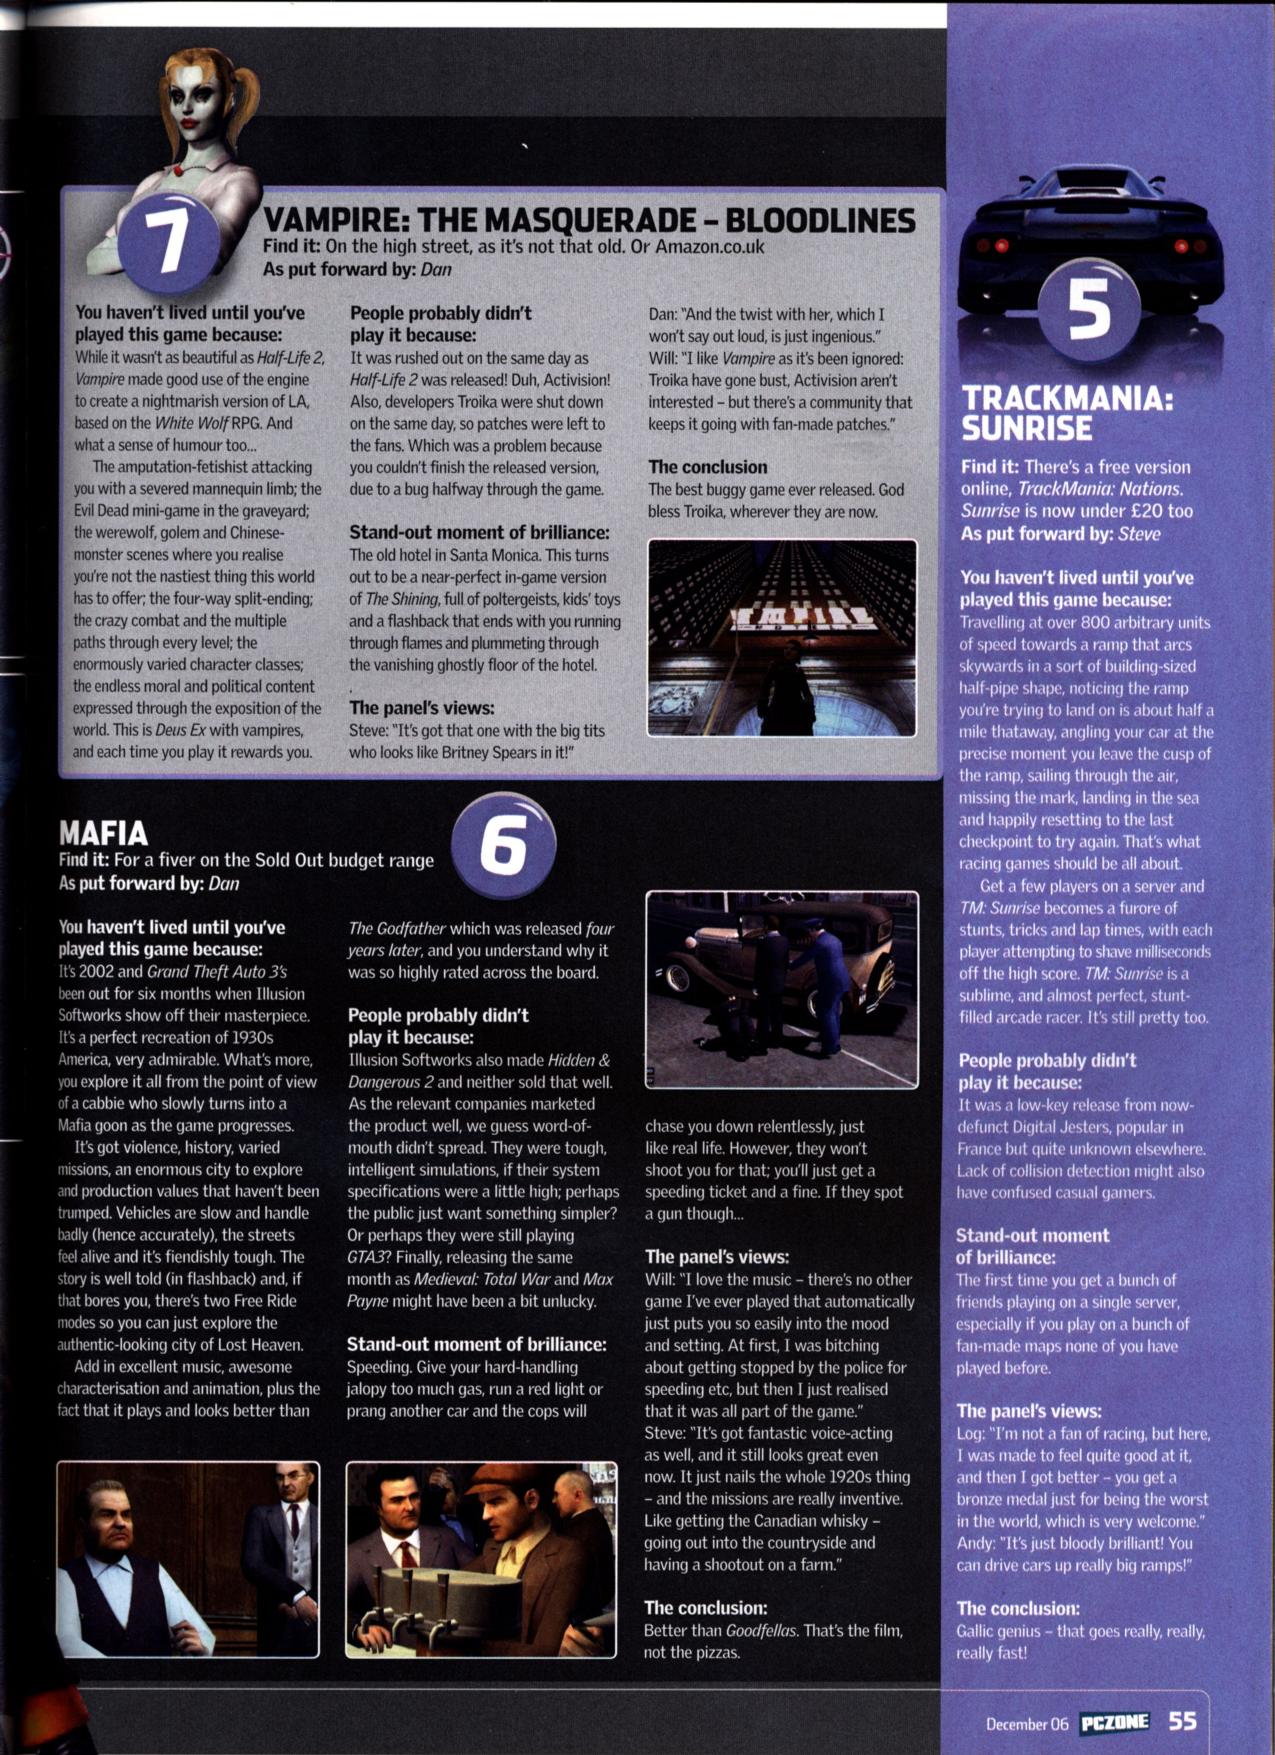 7
VAMPIRE: THE MASQUERADE – BLOODLINES
Find it: On the high street, as it's not that old. Or Amazon.co.uk
As put forward by: Dan
You haven't lived until you've
played this game because:
While it wasn't as beautiful as Half-Life 2,
Vampire made good use of the engine
to create a nightmarish version of LA,
based on the White Wolf RPG. And
what a sense of humour too...
The amputation-fetishist attacking
you with a severed mannequin limb; the
Evil Dead mini-game in the graveyard;
the werewolf, golem and Chinese-
monster scenes where you realise
you're not the nastiest thing this world
has to offer; the four-way split-ending;
the crazy combat and the multiple
paths through every level; the
enormously varied character classes;
the endless moral and political content
expressed through the exposition of the
world. This is Deus Ex with vampires,
and each time you play it rewards you.
People probably didn't
play it because:
It was rushed out on the same day as
Half-Life 2 was released! Duh, Activision!
Also, developers Troika were shut down
on the same day, so patches were left to
the fans. Which was a problem because
you couldn't finish the released version,
due to a bug halfway through the game.
Stand-out moment of brilliance:
The old hotel in Santa Monica. This turns
out to be a near-perfect in-game version
of The Shining, full of poltergeists, kids' toys
and a flashback that ends with you running
through flames and plummeting through
the vanishing ghostly floor of the hotel.
The panel's views:
Steve: "It's got that one with the big tits
who looks like Britney Spears in it!"
Dan: "And the twist with her, which I
won't say out loud, is just ingenious."
Will: "I like Vampire as it's been ignored:
Troika have gone bust, Activision aren't
interested – but there's a community that
keeps it going with fan-made patches."
The conclusion
The best buggy game ever released. God
bless Troika, wherever they are now.
EMPIRE
6
MAFIA
Find it: For a fiver on the Sold Out budget range
As put forward by: Dan
You haven't lived until you've
played this game because:
It's 2002 and Grand Theft Auto 3's
been out for six months when Illusion
Softworks show off their masterpiece.
It's a perfect recreation of 1930s
America, very admirable. What's more,
you explore it all from the point of view
of a cabbie who slowly turns into a
Mafia goon as the game progresses.
It's got violence, history, varied
missions, an enormous city to explore
and production values that haven't been
trumped. Vehicles are slow and handle
badly (hence accurately), the streets
feel alive and it's fiendishly tough. The
story is well told (in flashback) and, if
that bores you, there's two Free Ride
modes so you can just explore the
authentic-looking city of Lost Heaven.
Add in excellent music, awesome
characterisation and animation, plus the
fact that it plays and looks better than
The Godfather which was released four
years later, and you understand why it
was so highly rated across the board.
People probably didn't
play it because:
Illusion Softworks also made Hidden &
Dangerous 2 and neither sold that well.
As the relevant companies marketed
the product well, we guess word-of-
mouth didn't spread. They were tough,
intelligent simulations, if their system
specifications were a little high; perhaps
the public just want something simpler?
Or perhaps they were still playing
GTA3? Finally, releasing the same
month as Medieval: Total War and Max
Payne might have been a bit unlucky.
Stand-out moment of brilliance:
Speeding. Give your hard-handling
jalopy too much gas, run a red light or
prang another car and the cops will
chase you down relentlessly, just
like real life. However, they won't
shoot you for that; you'll just get a
speeding ticket and a fine. If they spot
a gun though...
The panel's views:
Will: "I love the music – there's no other
game I've ever played that automatically
just puts you so easily into the mood
and setting. At first, I was bitching
about getting stopped by the police for
speeding etc, but then I just realised
that it was all part of the game."
Steve: "It's got fantastic voice-acting
as well, and it still looks great even
now. It just nails the whole 1920s thing
– and the missions are really inventive.
Like getting the Canadian whisky –
going out into the countryside and
having a shootout on a farm."
The conclusion:
Better than Goodfellas. That's the film,
not the pizzas.
5
TRACKMANIA:
SUNRISE
Find it: There's a free version
online, TrackMania: Nations.
Sunrise is now under £20 too
As put forward by: Steve
You haven't lived until you've
played this game because:
Travelling at over 800 arbitrary units
of speed towards a ramp that arcs
skywards in a sort of building-sized
half-pipe shape, noticing the ramp
you're trying to land on is about half a
mile thataway, angling your car at the
precise moment you leave the cusp of
the ramp, sailing through the air,
missing the mark, landing in the sea
and happily resetting to the last
checkpoint to try again. That's what
racing games should be all about.
Get a few players on a server and
TM: Sunrise becomes a furore of
stunts, tricks and lap times, with each
player attempting to shave milliseconds
off the high score. TM: Sunrise is a
sublime, and almost perfect, stunt-
filled arcade racer. It's still pretty too.
People probably didn't
play it because:
It was a low-key release from now-
defunct Digital Jesters, popular in
France but quite unknown elsewhere.
Lack of collision detection might also
have confused casual gamers.
Stand-out moment
of brilliance:
The first time you get a bunch of
friends playing on a single server,
especially if you play on a bunch of
fan-made maps none of you have
played before.
The panel's views:
Log: "I'm not a fan of racing, but here,
I was made to feel quite good at it,
and then I got better – you get a
bronze medal just for being the worst
in the world, which is very welcome."
Andy: "It's just bloody brilliant! You
can drive cars up really big ramps!"
The conclusion:
Gallic genius – that goes really, really,
really fast!
December 06 PCZONE 55